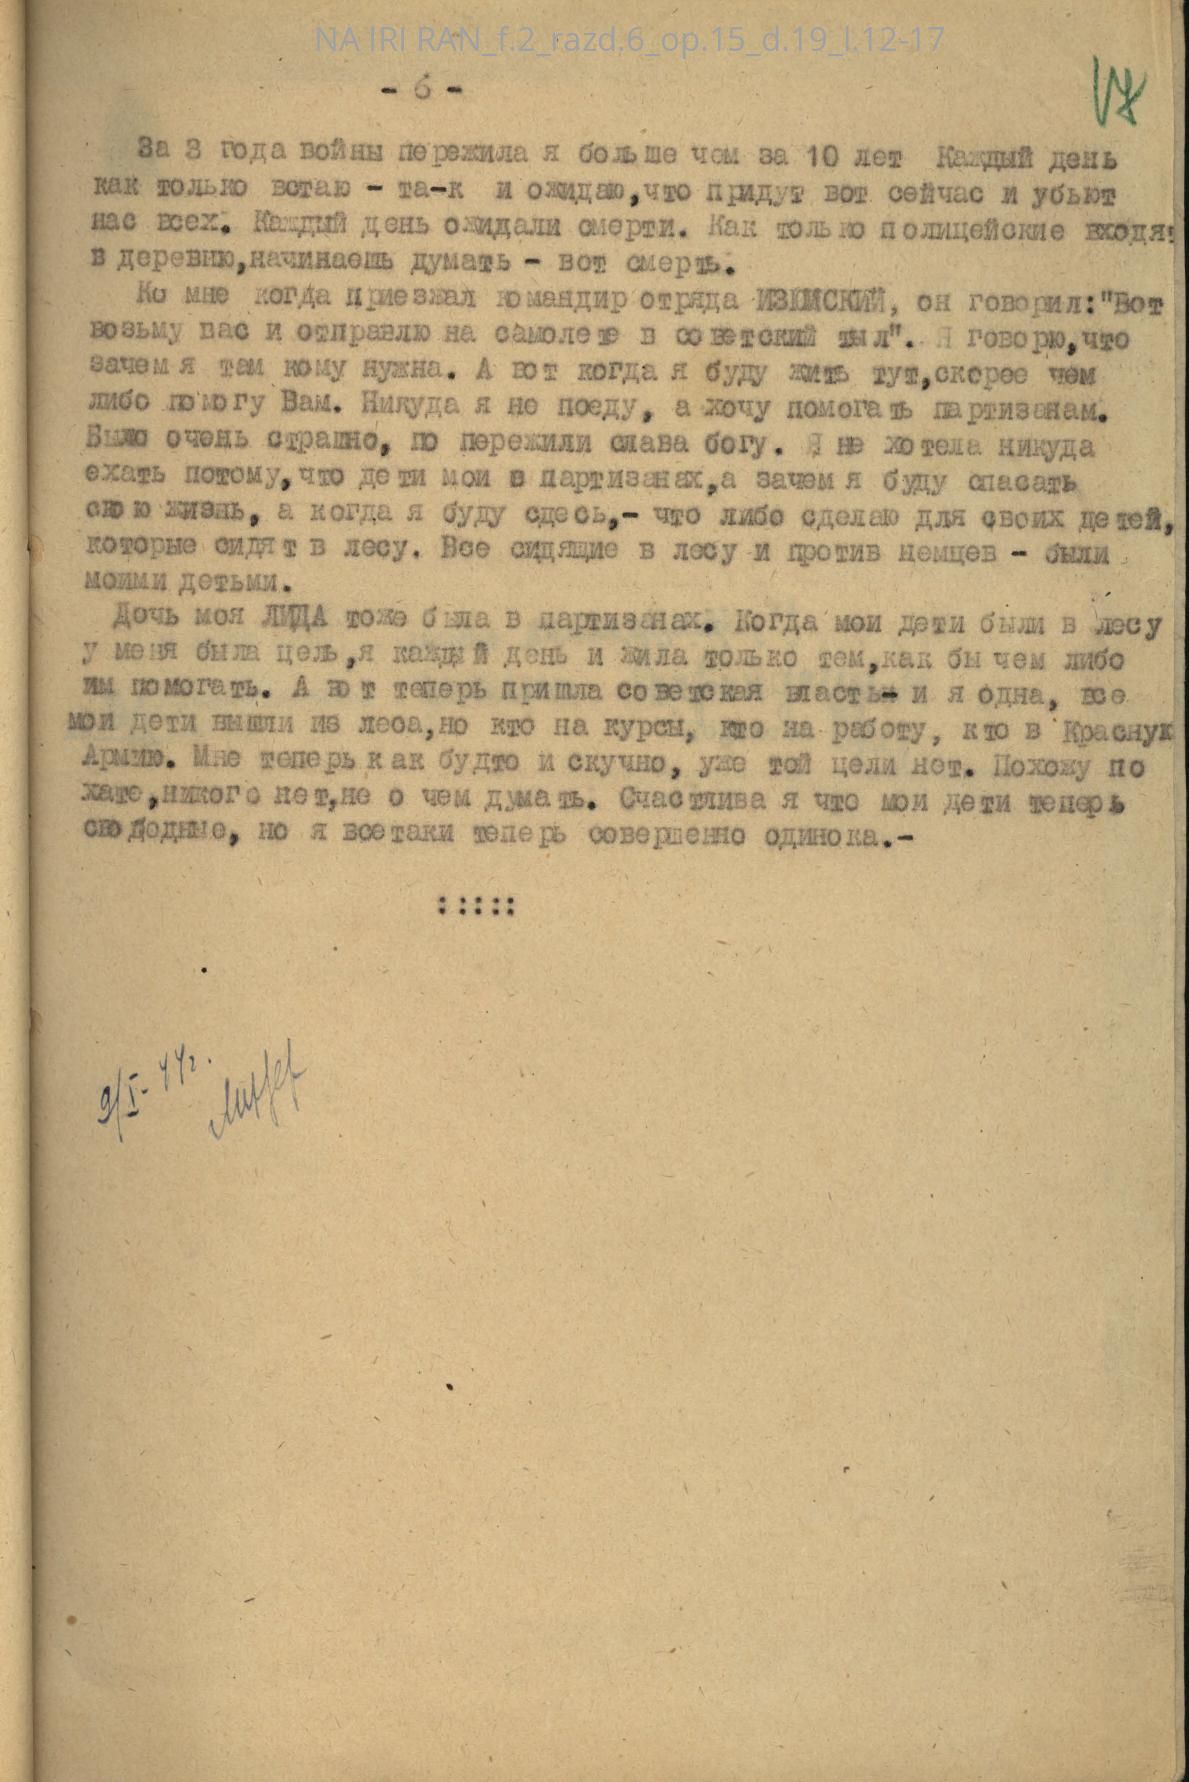 NA IRI RAN_f.2_razd.6_op.15_d.19_l.12-17
- 6 -
17
За 3 года войны пережила я больше чем за 10 лет Каждый день
как только встаю - та-к и ожидаю,что придут вот сейчас и убьют
нас всех. Каждый день ожидали смерти. Как только полицейские входят
в деревню,начинаешь думать - вот смерть.
Ко мне когда приезжал командир отряда ИЗЮМСКИЙ, он говорил:"Вот
возьму вас и отправлю на самолете в советский тыл". Я говорю,что
зачем я там кому нужна. А вот когда я буду жить тут,скорее чем
либо помогу Вам. Никуда я не поеду, а хочу помогать партизанам.
Было очень страшно, но пережили слава богу. Я не хотела никуда
ехать потому,что дети мои в партизанах,а зачем я буду спасать
свою жизнь, а когда я буду сдесь,- что либо сделаю для своих детей,
которые сидят в лесу. Все сидящие в лесу и против немцев - были
моими детьми.
Дочь моя ЛИДА тоже была в партизанах. Когда мои дети были в лесу
у меня была цель,я каждый день и жила только тем,как бы чем либо
им помогать. А вот теперь пришла советская власть- и я одна, все
мои дети вышли из леса,но кто на курсы, кто на работу, кто в Красную
Армию. Мне теперь как будто и скучно, уже той цели нет. Похожу по
хате,никого нет,не о чем думать. Счастлива я что мои дети теперь
свободные, но я всетаки теперь совершенно одинока.-
:::::
9/I-44г.